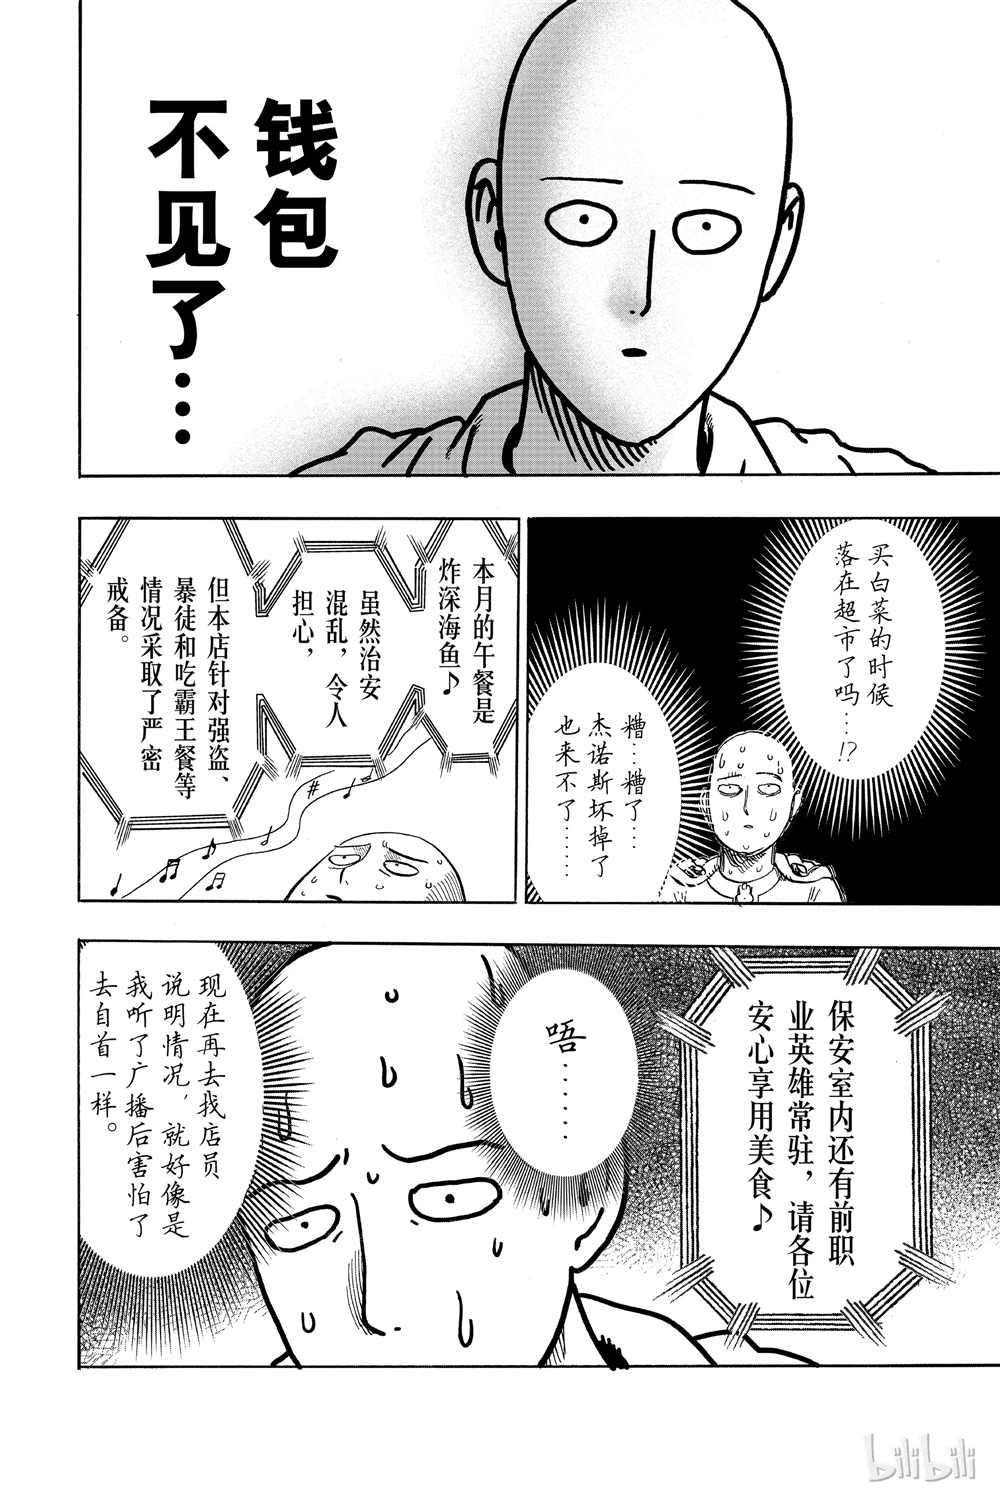 钱包
不见了…
买白菜的时候
落在超市了吗…!?
糟…糟了…
杰诺斯坏掉了
也来不了……
本月的午餐是
炸深海鱼♪
虽然治安
混乱，令人
担心，
但本店针对强盗、
暴徒和吃霸王餐等
情况采取了严密
戒备。
保安室内还有前职
业英雄常驻，请各位
安心享用美食♪
唔……
现在再去找店员
说明情况，就好像是
我听了广播后害怕了
去自首一样。
bilibili